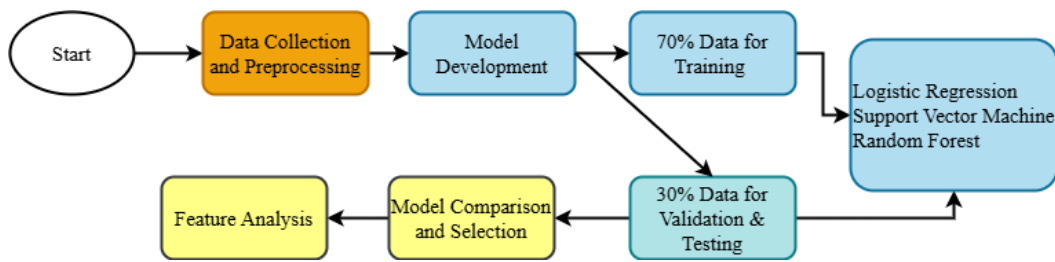 Start
Data Collection
and Preprocessing
Model
Development
70% Data for
Training
Logistic Regression
Support Vector Machine
Random Forest
Feature Analysis
Model Comparison
and Selection
30% Data for
Validation &
Testing